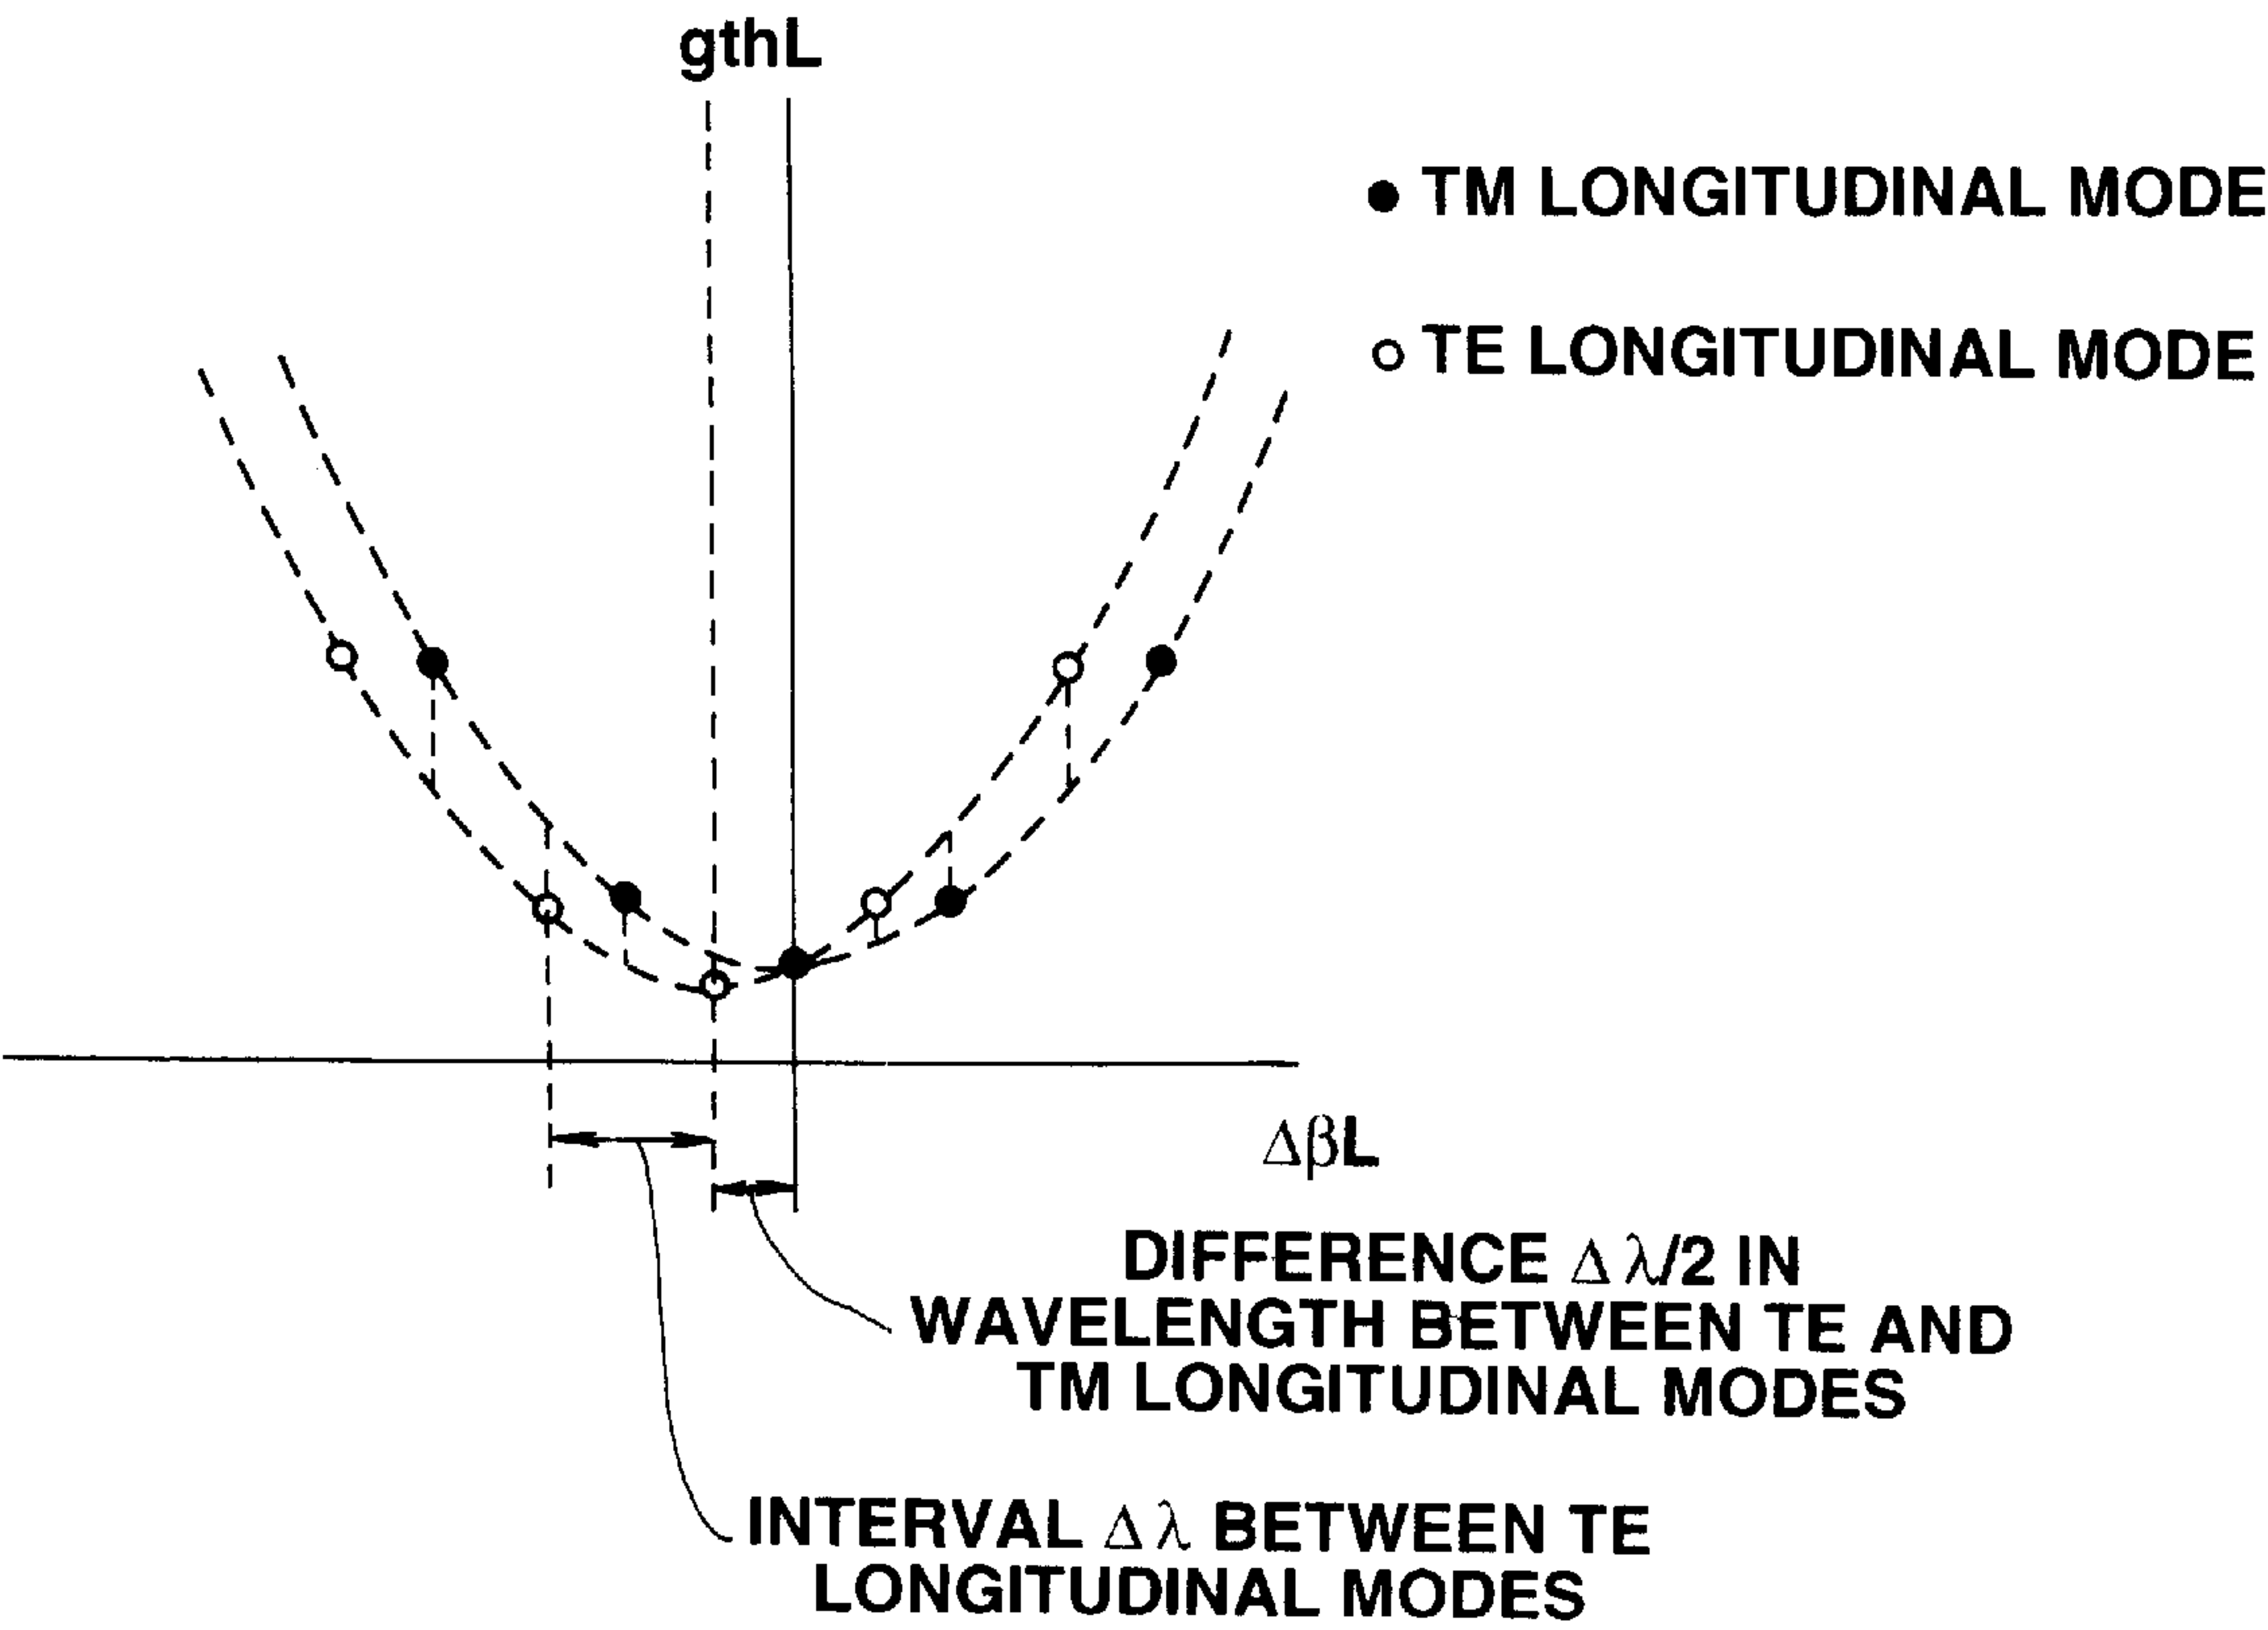 gthL
● TM LONGITUDINAL MODE
○ TE LONGITUDINAL MODE
ΔβL
DIFFERENCE Δλ/2 IN
WAVELENGTH BETWEEN TE AND
TM LONGITUDINAL MODES
INTERVAL Δλ BETWEEN TE
LONGITUDINAL MODES